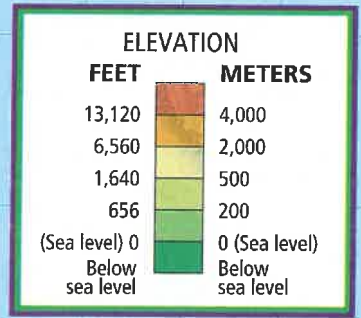 ELEVATION
FEET METERS
13,120 4,000
6,560 2,000
1,640 500
656 200
(Sea level) 0 0 (Sea level)
Below Below
sea level sea level